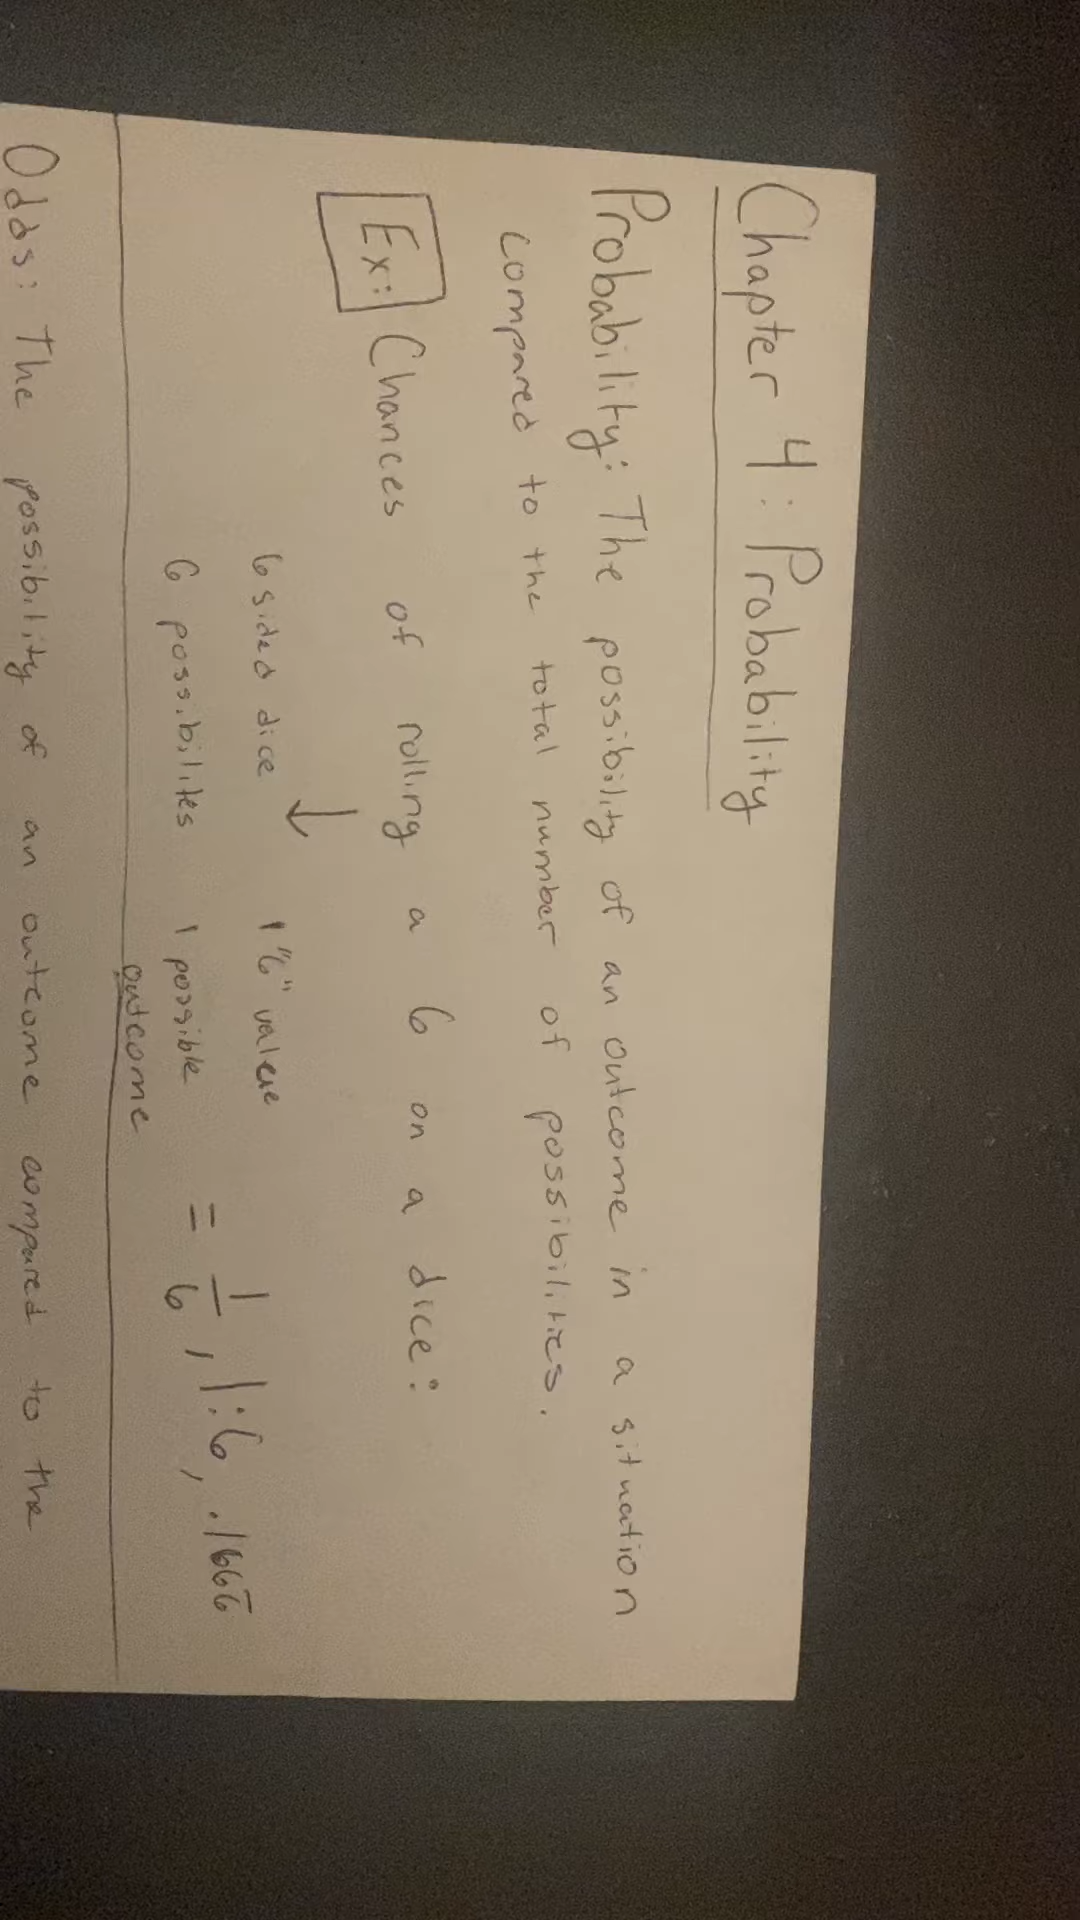 Chapter 4: Probability
Probability: The possibility of an outcome in a situation
compared to the total number of possibilities.
Ex: Chances of rolling a 6 on a dice:
6 sided dice 1 "6" value
6 possibilites 1 possible = 1/6, 1:6, .1666̅
outcome
Odds: The possibility of an outcome compared to the